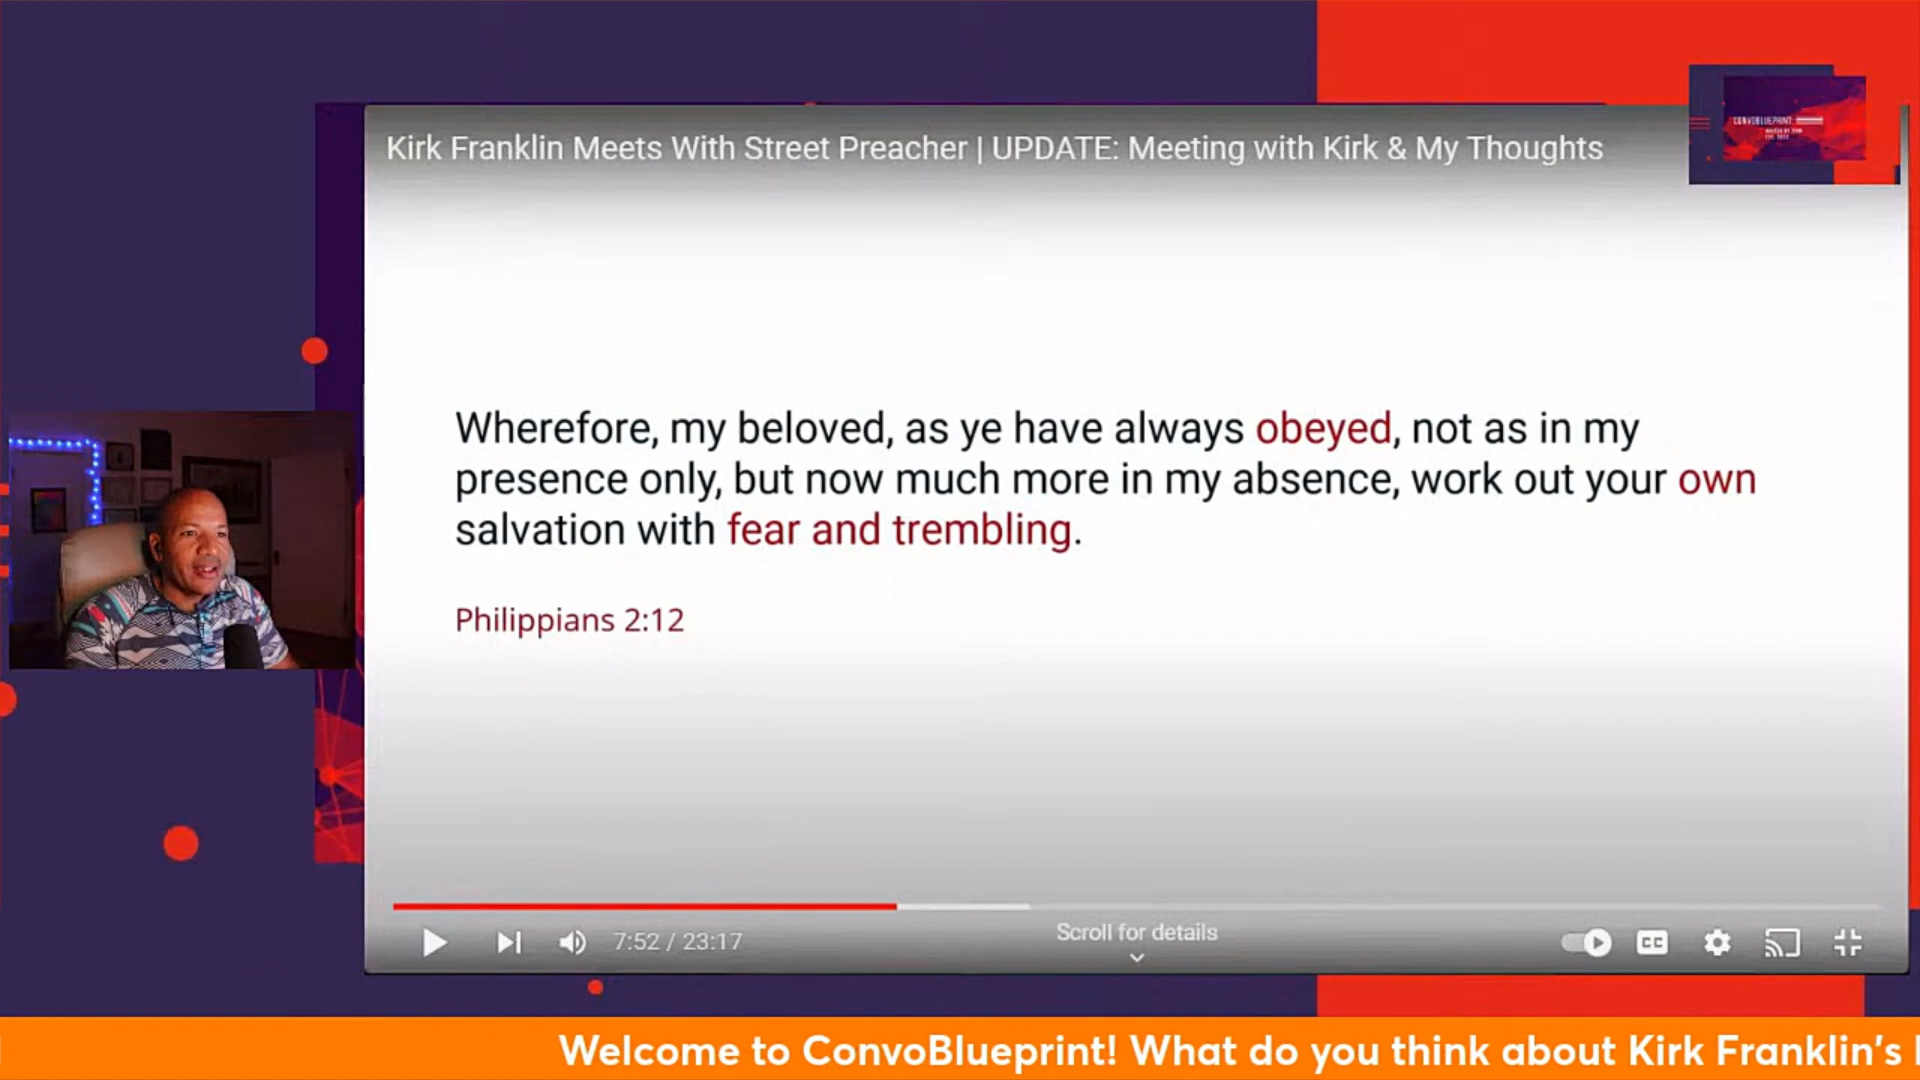 Kirk Franklin Meets With Street Preacher | UPDATE: Meeting with Kirk & My Thoughts
CONVOBLUEPRINT
Wherefore, my beloved, as ye have always obeyed, not as in my
presence only, but now much more in my absence, work out your own
salvation with fear and trembling.
Philippians 2:12
7:52 / 23:17
Scroll for details
CC
Welcome to ConvoBlueprint! What do you think about Kirk Franklin's